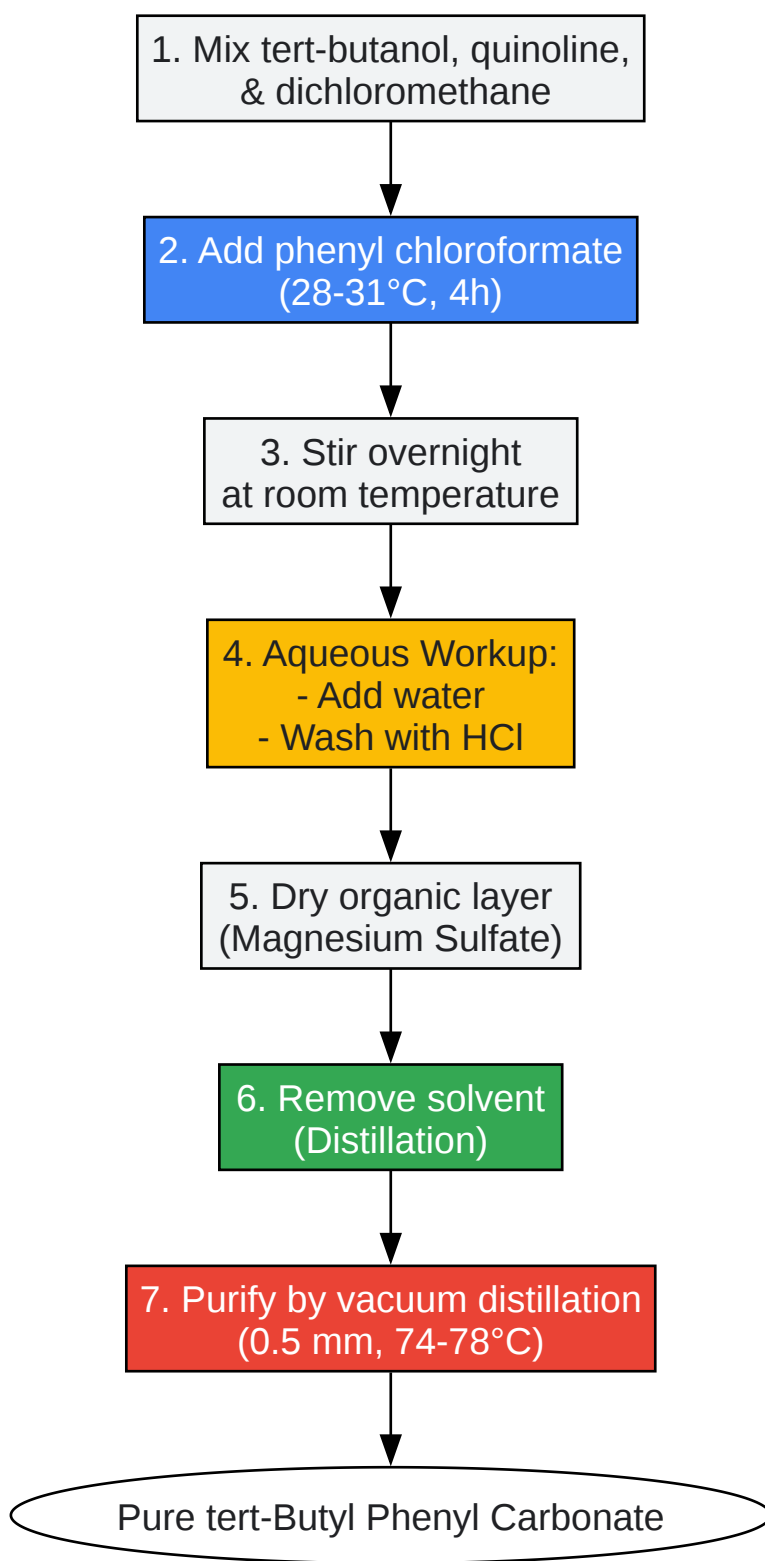 1. Mix tert-butanol, quinoline,
& dichloromethane
2. Add phenyl chloroformate
(28-31°C, 4h)
3. Stir overnight
at room temperature
4. Aqueous Workup:
- Add water
- Wash with HCl
5. Dry organic layer
(Magnesium Sulfate)
6. Remove solvent
(Distillation)
7. Purify by vacuum distillation
(0.5 mm, 74-78°C)
Pure tert-Butyl Phenyl Carbonate